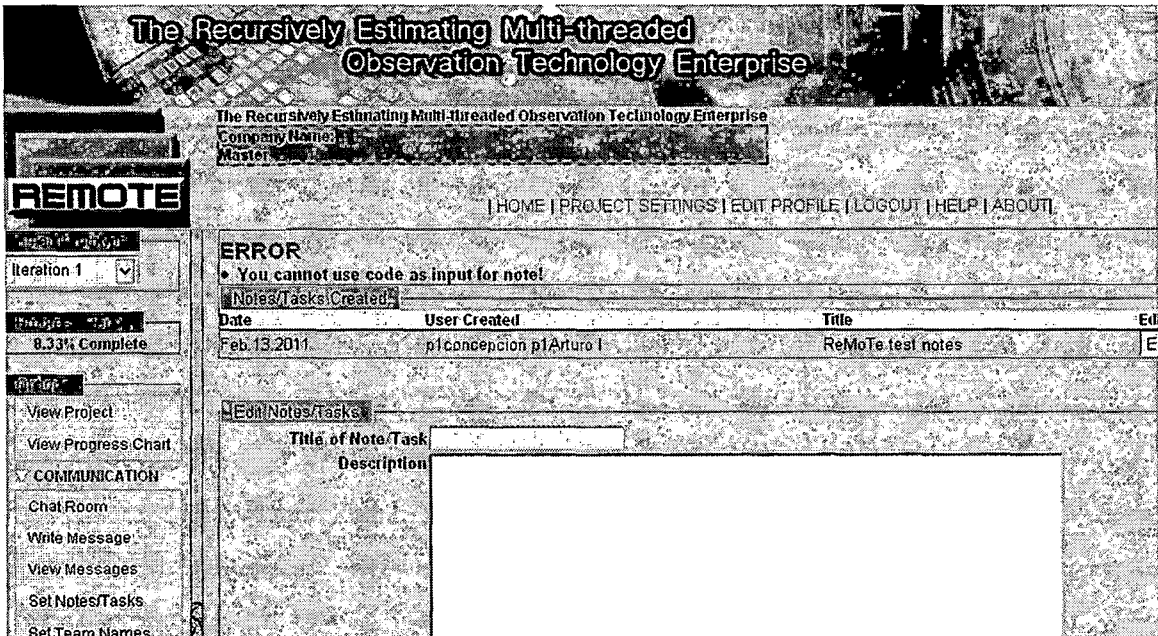 The Recursively Estimating Multi-threaded
Observation Technology Enterprise
The Recursively Estimating Multi-threaded Observation Technology Enterprise
Company Name:
Master
REMOTE
| HOME | PROJECT SETTINGS | EDIT PROFILE | LOGOUT | HELP | ABOUT|
Iteration 1
8.33% Complete
View Project
View Progress Chart
COMMUNICATION
Chat Room
Write Message
View Messages
Set Notes/Tasks
Set Team Names
ERROR
• You cannot use code as input for note!
Notes/Tasks Created
Date User Created Title Edi
Feb.13.2011 p1concepcion p1Arturo I ReMoTe test notes E
Edit Notes/Tasks
Title of Note/Task
Description